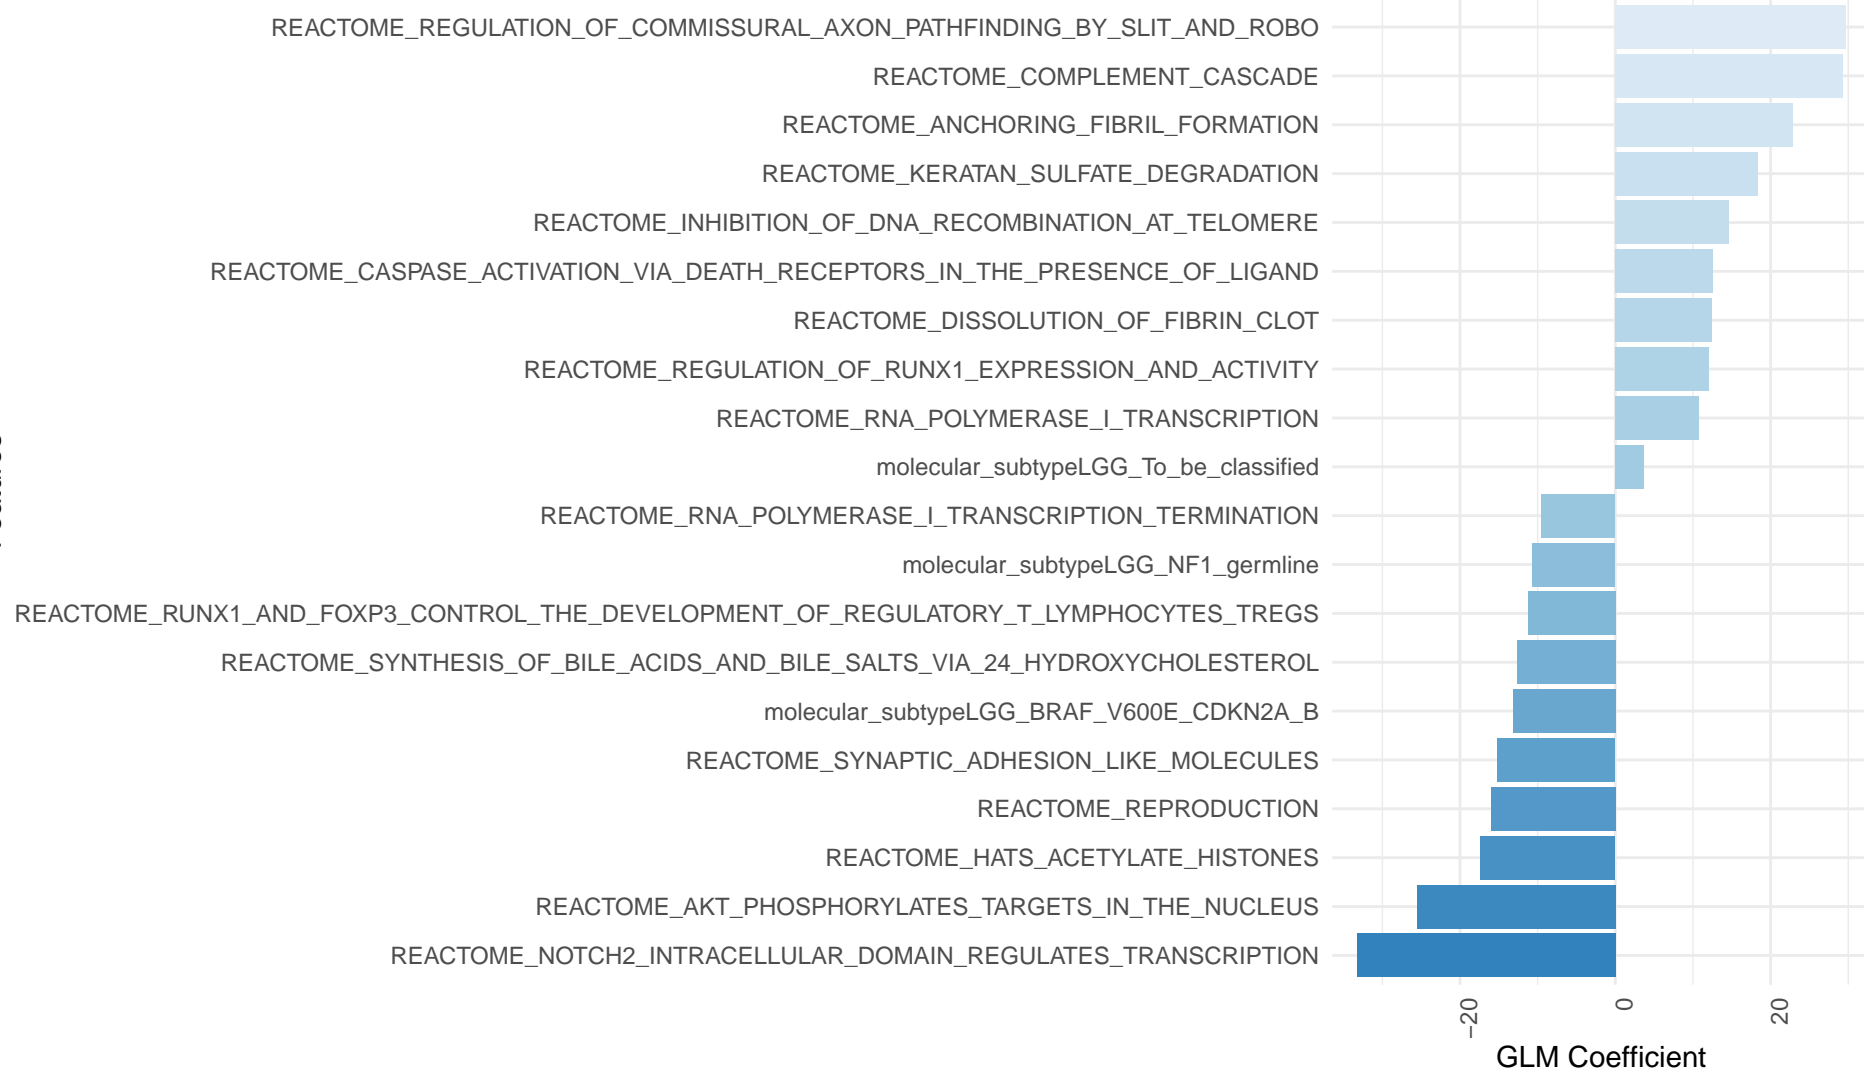 REACTOME_REGULATION_OF_COMMISSURAL_AXON_PATHFINDING_BY_SLIT_AND_ROBO
REACTOME_COMPLEMENT_CASCADE
REACTOME_ANCHORING_FIBRIL_FORMATION
REACTOME_KERATAN_SULFATE_DEGRADATION
REACTOME_INHIBITION_OF_DNA_RECOMBINATION_AT_TELOMERE
REACTOME_CASPASE_ACTIVATION_VIA_DEATH_RECEPTORS_IN_THE_PRESENCE_OF_LIGAND
REACTOME_DISSOLUTION_OF_FIBRIN_CLOT
REACTOME_REGULATION_OF_RUNX1_EXPRESSION_AND_ACTIVITY
REACTOME_RNA_POLYMERASE_I_TRANSCRIPTION
molecular_subtypeLGG_To_be_classified
REACTOME_RNA_POLYMERASE_I_TRANSCRIPTION_TERMINATION
molecular_subtypeLGG_NF1_germline
REACTOME_RUNX1_AND_FOXP3_CONTROL_THE_DEVELOPMENT_OF_REGULATORY_T_LYMPHOCYTES_TREGS
REACTOME_SYNTHESIS_OF_BILE_ACIDS_AND_BILE_SALTS_VIA_24_HYDROXYCHOLESTEROL
molecular_subtypeLGG_BRAF_V600E_CDKN2A_B
REACTOME_SYNAPTIC_ADHESION_LIKE_MOLECULES
REACTOME_REPRODUCTION
REACTOME_HATS_ACETYLATE_HISTONES
REACTOME_AKT_PHOSPHORYLATES_TARGETS_IN_THE_NUCLEUS
REACTOME_NOTCH2_INTRACELLULAR_DOMAIN_REGULATES_TRANSCRIPTION
−20
0
20
GLM Coefficient